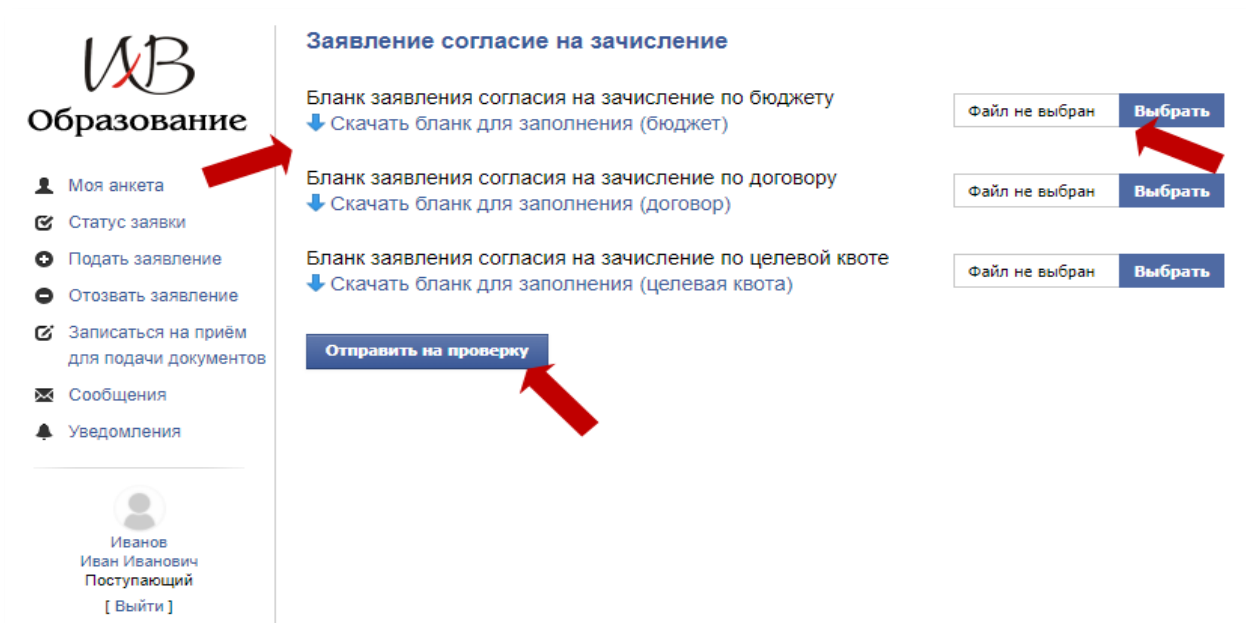 ИВ
Образование
Моя анкета
Статус заявки
Подать заявление
Отозвать заявление
Записаться на приём
для подачи документов
Сообщения
Уведомления
Иванов
Иван Иванович
Поступающий
[ Выйти ]
Заявление согласие на зачисление
Бланк заявления согласия на зачисление по бюджету
Скачать бланк для заполнения (бюджет)
Файл не выбран Выбрать
Бланк заявления согласия на зачисление по договору
Скачать бланк для заполнения (договор)
Файл не выбран Выбрать
Бланк заявления согласия на зачисление по целевой квоте
Скачать бланк для заполнения (целевая квота)
Файл не выбран Выбрать
Отправить на проверку